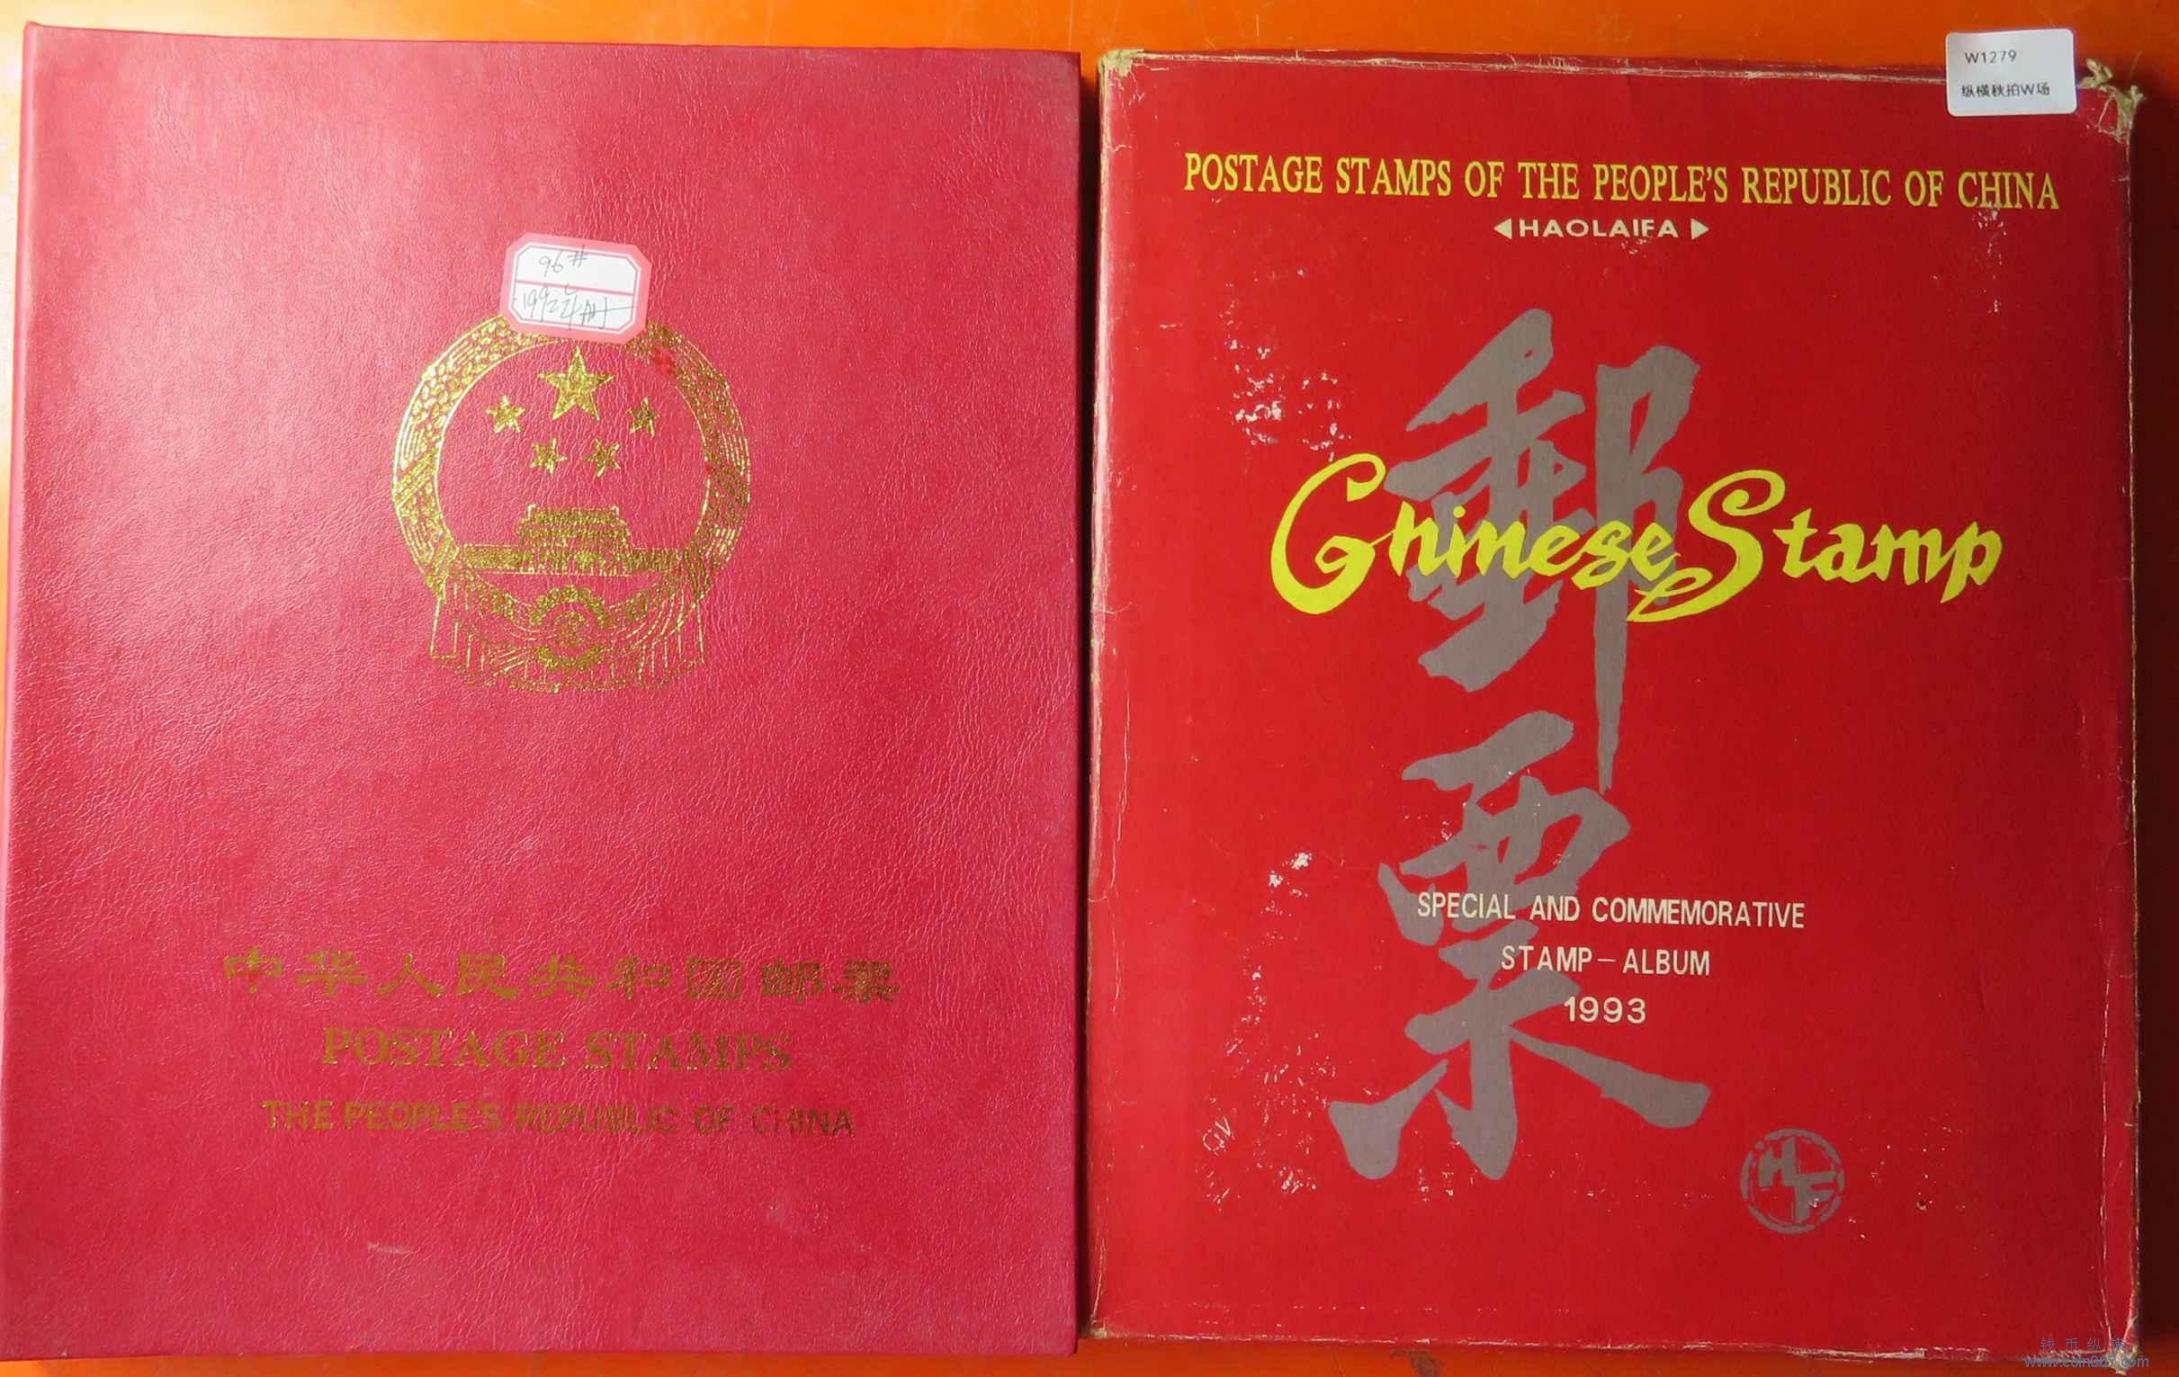 96#
中华人民共和国邮票
POSTAGE STAMPS
THE PEOPLE'S REPUBLIC OF CHINA
W1279
纵横秋拍W场
POSTAGE STAMPS OF THE PEOPLE'S REPUBLIC OF CHINA
HAOLAIFA
郵票
Chinese Stamp
SPECIAL AND COMMEMORATIVE
STAMP-ALBUM
1993
HF